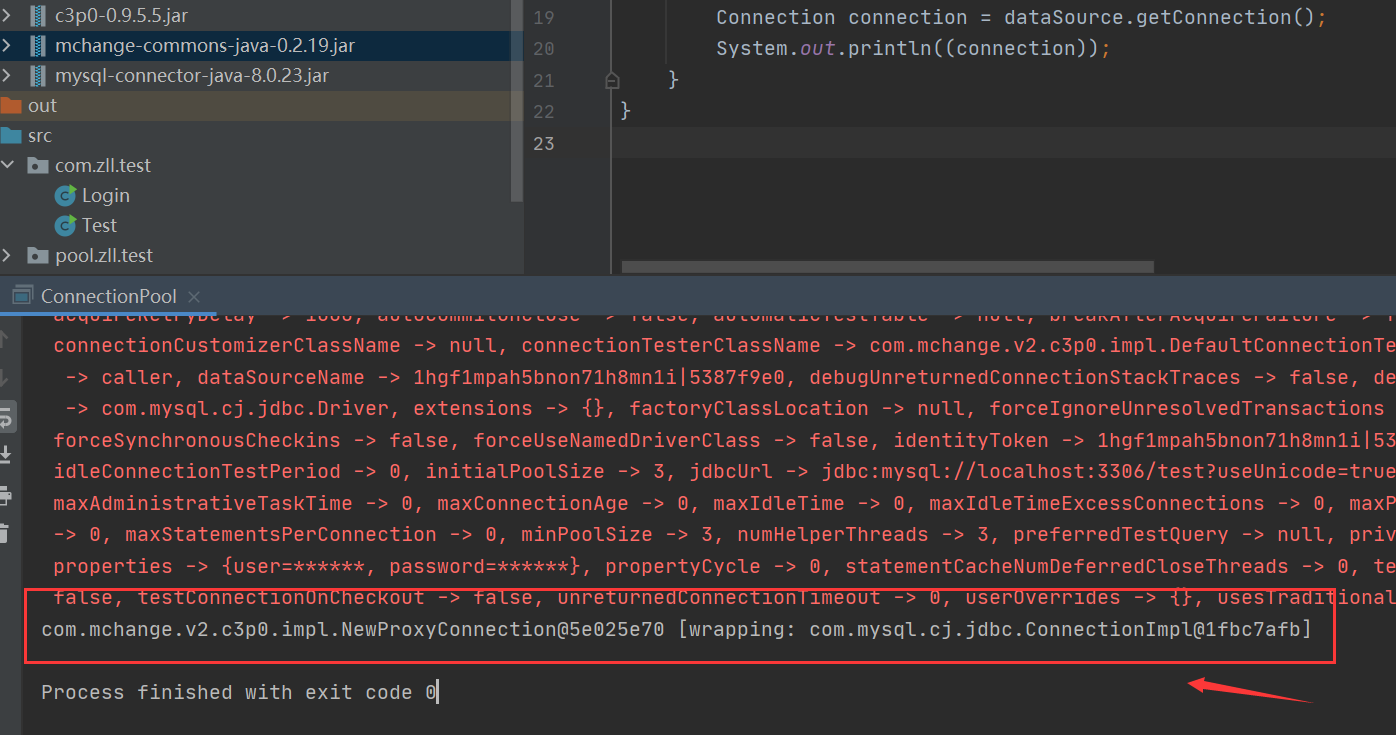 c3p0-0.9.5.5.jar
mchange-commons-java-0.2.19.jar
mysql-connector-java-8.0.23.jar
out
src
com.zll.test
Login
Test
pool.zll.test
19 Connection connection = dataSource.getConnection();
20 System.out.println((connection));
21 }
22 }
23
ConnectionPool
acquireRetryDelay -> 1000, autoCommitOnClose -> false, automaticTestTable -> null, breakAfterAcquireFailure ->
connectionCustomizerClassName -> null, connectionTesterClassName -> com.mchange.v2.c3p0.impl.DefaultConnectionTe
-> caller, dataSourceName -> 1hgf1mpah5bnon71h8mn1i|5387f9e0, debugUnreturnedConnectionStackTraces -> false, de
-> com.mysql.cj.jdbc.Driver, extensions -> {}, factoryClassLocation -> null, forceIgnoreUnresolvedTransactions
forceSynchronousCheckins -> false, forceUseNamedDriverClass -> false, identityToken -> 1hgf1mpah5bnon71h8mn1i|53
idleConnectionTestPeriod -> 0, initialPoolSize -> 3, jdbcUrl -> jdbc:mysql://localhost:3306/test?useUnicode=true
maxAdministrativeTaskTime -> 0, maxConnectionAge -> 0, maxIdleTime -> 0, maxIdleTimeExcessConnections -> 0, maxP
-> 0, maxStatementsPerConnection -> 0, minPoolSize -> 3, numHelperThreads -> 3, preferredTestQuery -> null, priv
properties -> {user=******, password=******}, propertyCycle -> 0, statementCacheNumDeferredCloseThreads -> 0, te
false, testConnectionOnCheckout -> false, unreturnedConnectionTimeout -> 0, userOverrides -> {}, usesTraditional
com.mchange.v2.c3p0.impl.NewProxyConnection@5e025e70 [wrapping: com.mysql.cj.jdbc.ConnectionImpl@1fbc7afb]
Process finished with exit code 0